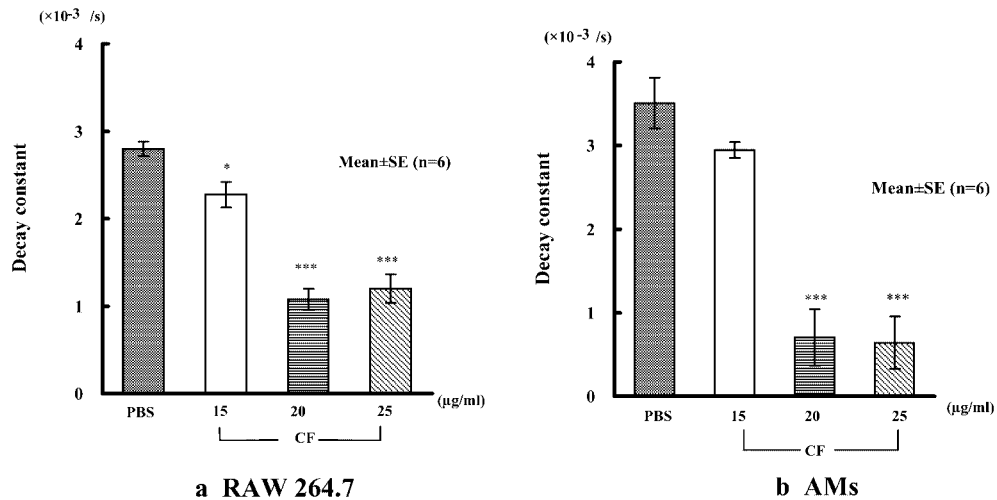 (×10-3 /s)
4
3
2
1
0
Decay constant
*
***
***
Mean±SE (n=6)
PBS
15
20
25
(µg/ml)
CF
a RAW 264.7
(×10-3 /s)
4
3
2
1
0
Decay constant
***
***
Mean±SE (n=6)
PBS
15
20
25
(µg/ml)
CF
b AMs